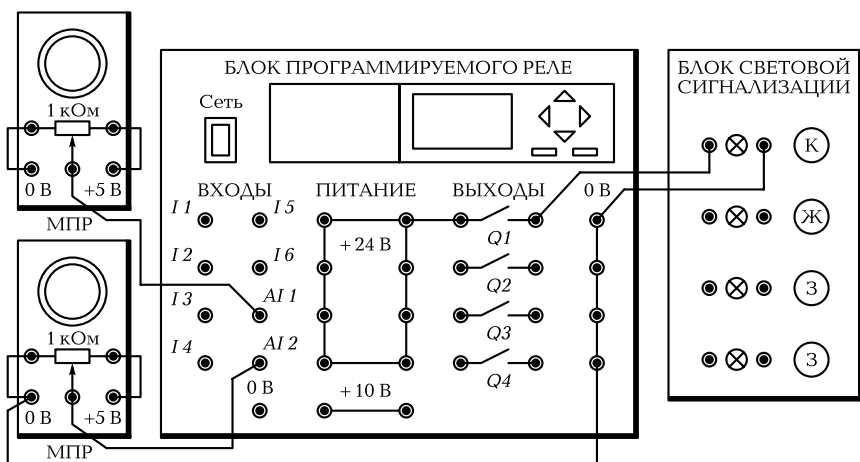 БЛОК ПРОГРАММИРУЕМОГО РЕЛЕ
БЛОК СВЕТОВОЙ
СИГНАЛИЗАЦИИ
1 кОм
0 В
+5 В
МПР
1 кОм
0 В
+5 В
МПР
Сеть
ВХОДЫ
ПИТАНИЕ
ВЫХОДЫ
0 В
I 1
I 5
I 2
I 6
I 3
AI 1
I 4
AI 2
0 В
+24 В
+10 В
Q1
Q2
Q3
Q4
К
Ж
З
З